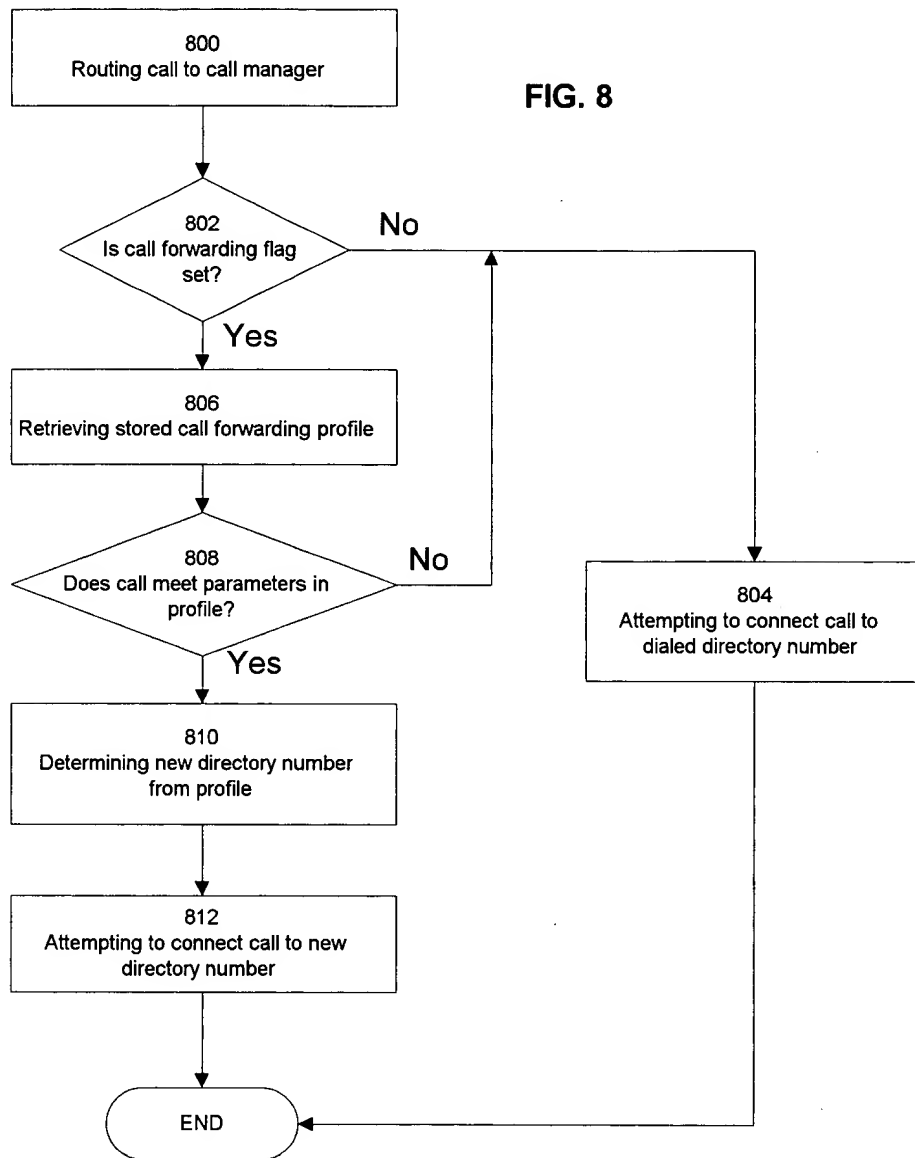 800
Routing call to call manager
FIG. 8
802
Is call forwarding flag
set?
No
Yes
806
Retrieving stored call forwarding profile
808
Does call meet parameters in
profile?
No
Yes
804
Attempting to connect call to
dialed directory number
810
Determining new directory number
from profile
812
Attempting to connect call to new
directory number
END